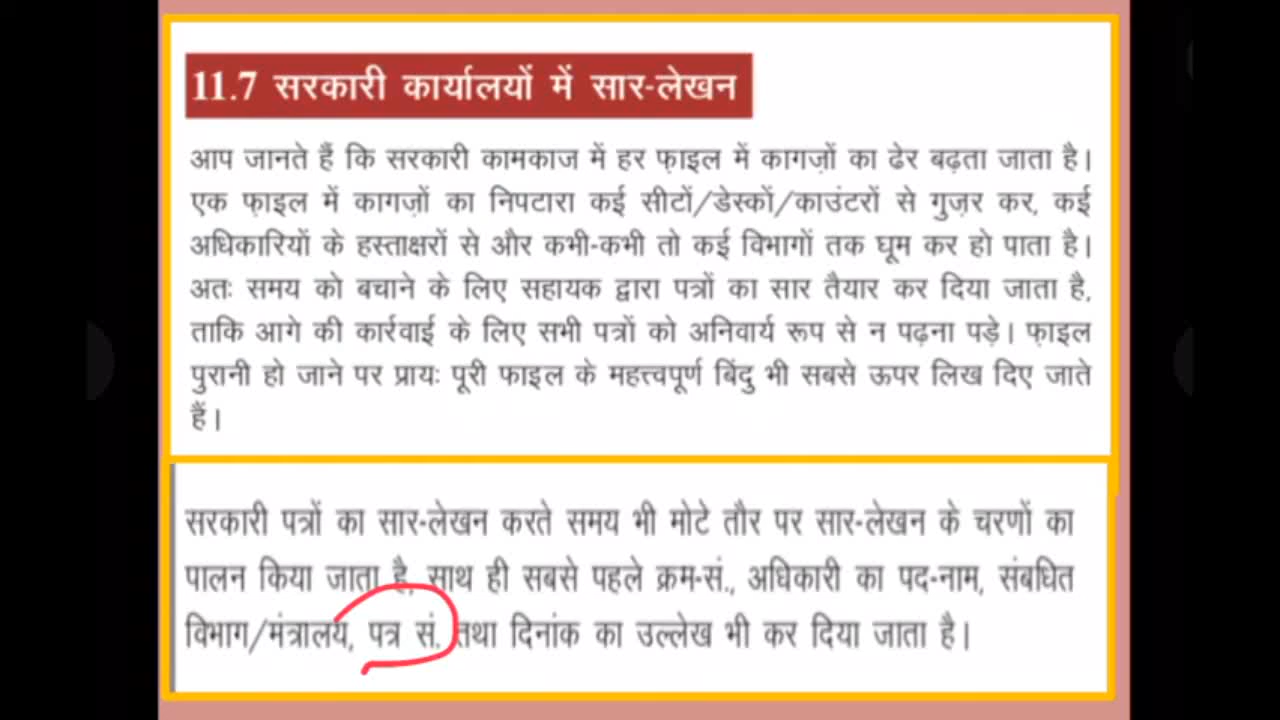 11.7 सरकारी कार्यालयों में सार-लेखन
आप जानते हैं कि सरकारी कामकाज में हर फ़ाइल में कागज़ों का ढेर बढ़ता जाता है।
एक फ़ाइल में कागज़ों का निपटारा कई सीटों/डेस्कों/काउंटरों से गुज़र कर, कई
अधिकारियों के हस्ताक्षरों से और कभी-कभी तो कई विभागों तक घूम कर हो पाता है।
अतः समय को बचाने के लिए सहायक द्वारा पत्रों का सार तैयार कर दिया जाता है,
ताकि आगे की कार्रवाई के लिए सभी पत्रों को अनिवार्य रूप से न पढ़ना पड़े। फ़ाइल
पुरानी हो जाने पर प्रायः पूरी फाइल के महत्त्वपूर्ण बिंदु भी सबसे ऊपर लिख दिए जाते
हैं।
सरकारी पत्रों का सार-लेखन करते समय भी मोटे तौर पर सार-लेखन के चरणों का
पालन किया जाता है, साथ ही सबसे पहले क्रम-सं., अधिकारी का पद-नाम, संबधित
विभाग/मंत्रालय, पत्र सं. तथा दिनांक का उल्लेख भी कर दिया जाता है।